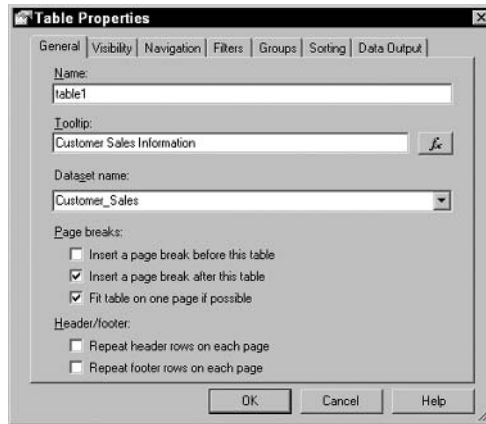 Table Properties
General Visibility Navigation Filters Groups Sorting Data Output
Name:
table1
Tooltip:
Customer Sales Information
fx
Dataset name:
Customer_Sales
Page breaks:
Insert a page break before this table
Insert a page break after this table
Fit table on one page if possible
Header/footer:
Repeat header rows on each page
Repeat footer rows on each page
OK Cancel Help